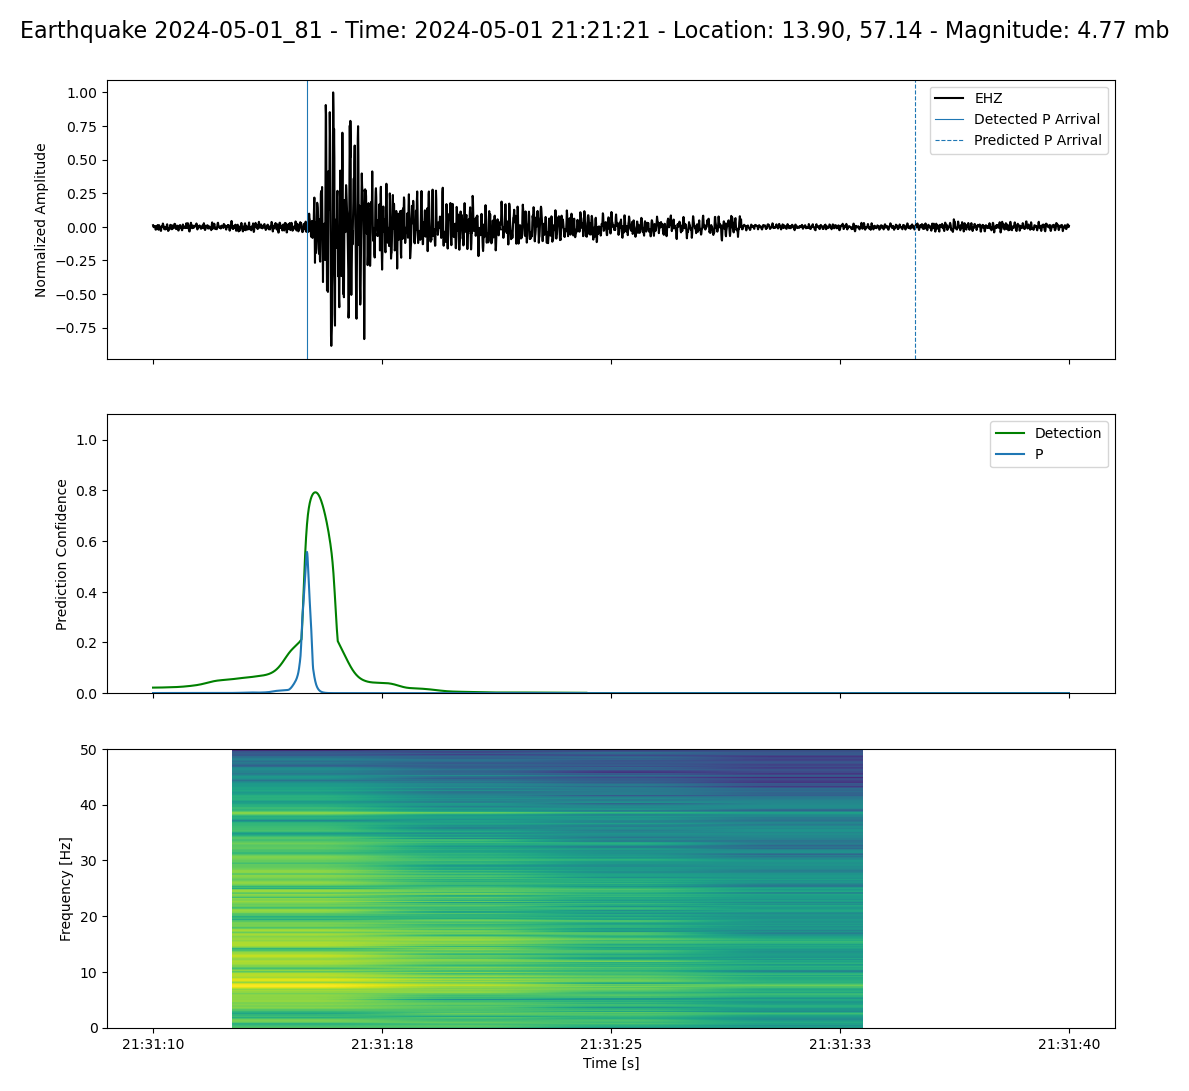 Earthquake 2024-05-01_81 - Time: 2024-05-01 21:21:21 - Location: 13.90, 57.14 - Magnitude: 4.77 mb
Normalized Amplitude
1.00
0.75
0.50
0.25
0.00
−0.25
−0.50
−0.75
EHZ
Detected P Arrival
Predicted P Arrival
Prediction Confidence
1.0
0.8
0.6
0.4
0.2
0.0
Detection
P
Frequency [Hz]
50
40
30
20
10
0
21:31:10 21:31:18 21:31:25 21:31:33 21:31:40
Time [s]